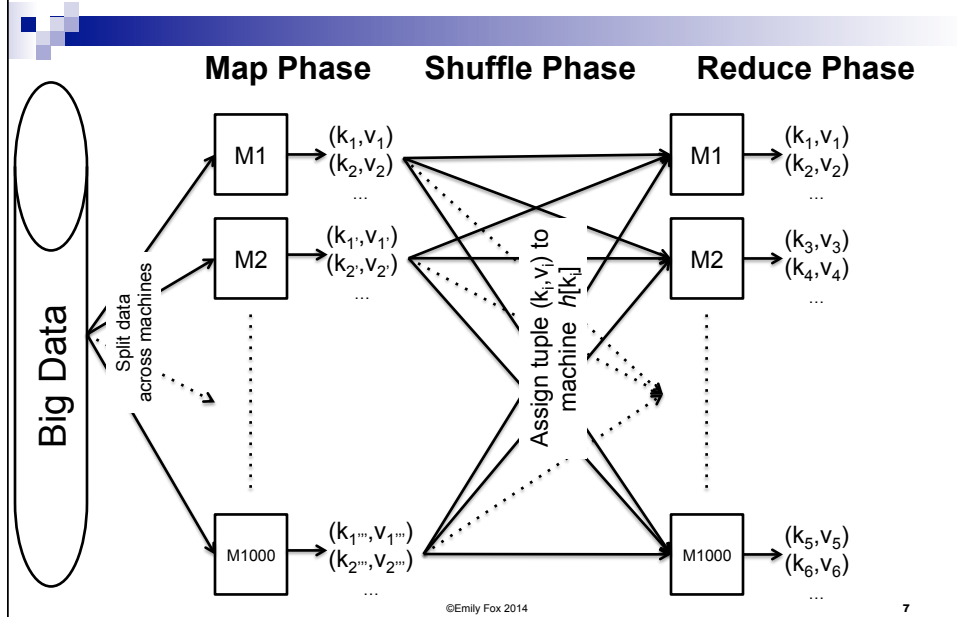 Map Phase
Shuffle Phase
Reduce Phase
Big Data
Split data
across machines
M1
(k₁,v₁)
(k₂,v₂)
...
M2
(k₁',v₁')
(k₂',v₂')
...
M1000
(k₁''',v₁''')
(k₂''',v₂''')
...
Assign tuple (kᵢ,vᵢ) to
machine h[kᵢ]
M1
(k₁,v₁)
(k₂,v₂)
...
M2
(k₃,v₃)
(k₄,v₄)
...
M1000
(k₅,v₅)
(k₆,v₆)
...
©Emily Fox 2014
7